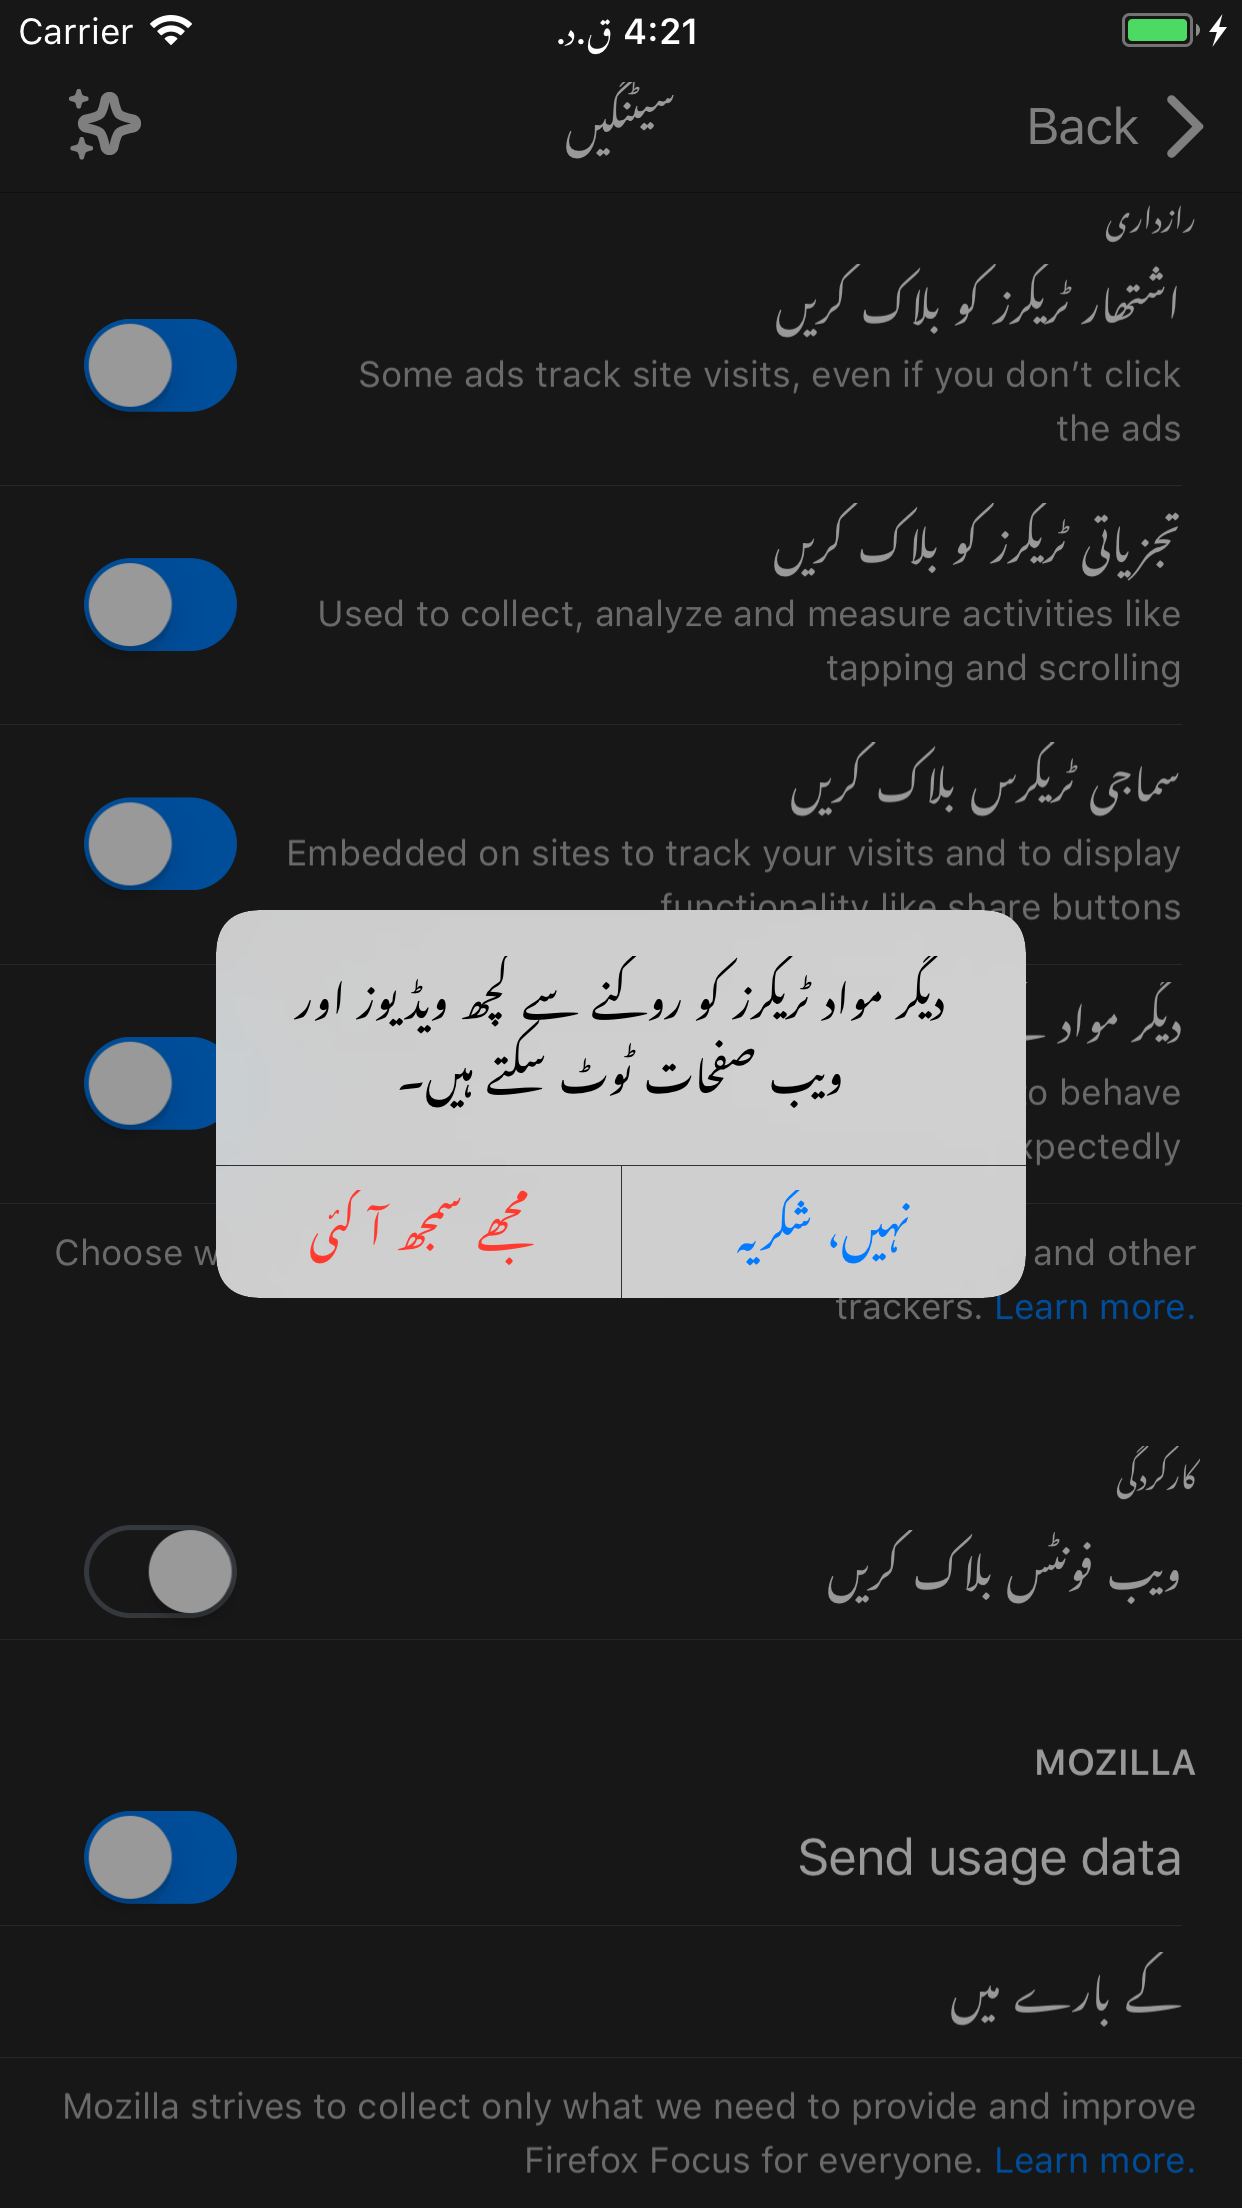 Carrier 4:21 ق.د.
سیٹنگیں Back
رازداری
اشتھار ٹریکرز کو بلاک کریں
Some ads track site visits, even if you don’t click
the ads
تجزیاتی ٹریکرز کو بلاک کریں
Used to collect, analyze and measure activities like
tapping and scrolling
سماجی ٹریکرس بلاک کریں
Embedded on sites to track your visits and to display
functionality like share buttons
دیگر مواد
دیگر مواد ٹریکرز کو روکنے سے کچھ ویڈیوز اور
ویب صفحات ٹوٹ سکتے ہیں۔
behave
نہیں، شکریہ
مجھے سمجھ آ گئی
Choose and other
trackers. Learn more.
کارکردگی
ویب فونٹس بلاک کریں
MOZILLA
Send usage data
کے بارے میں
Mozilla strives to collect only what we need to provide and improve
Firefox Focus for everyone. Learn more.